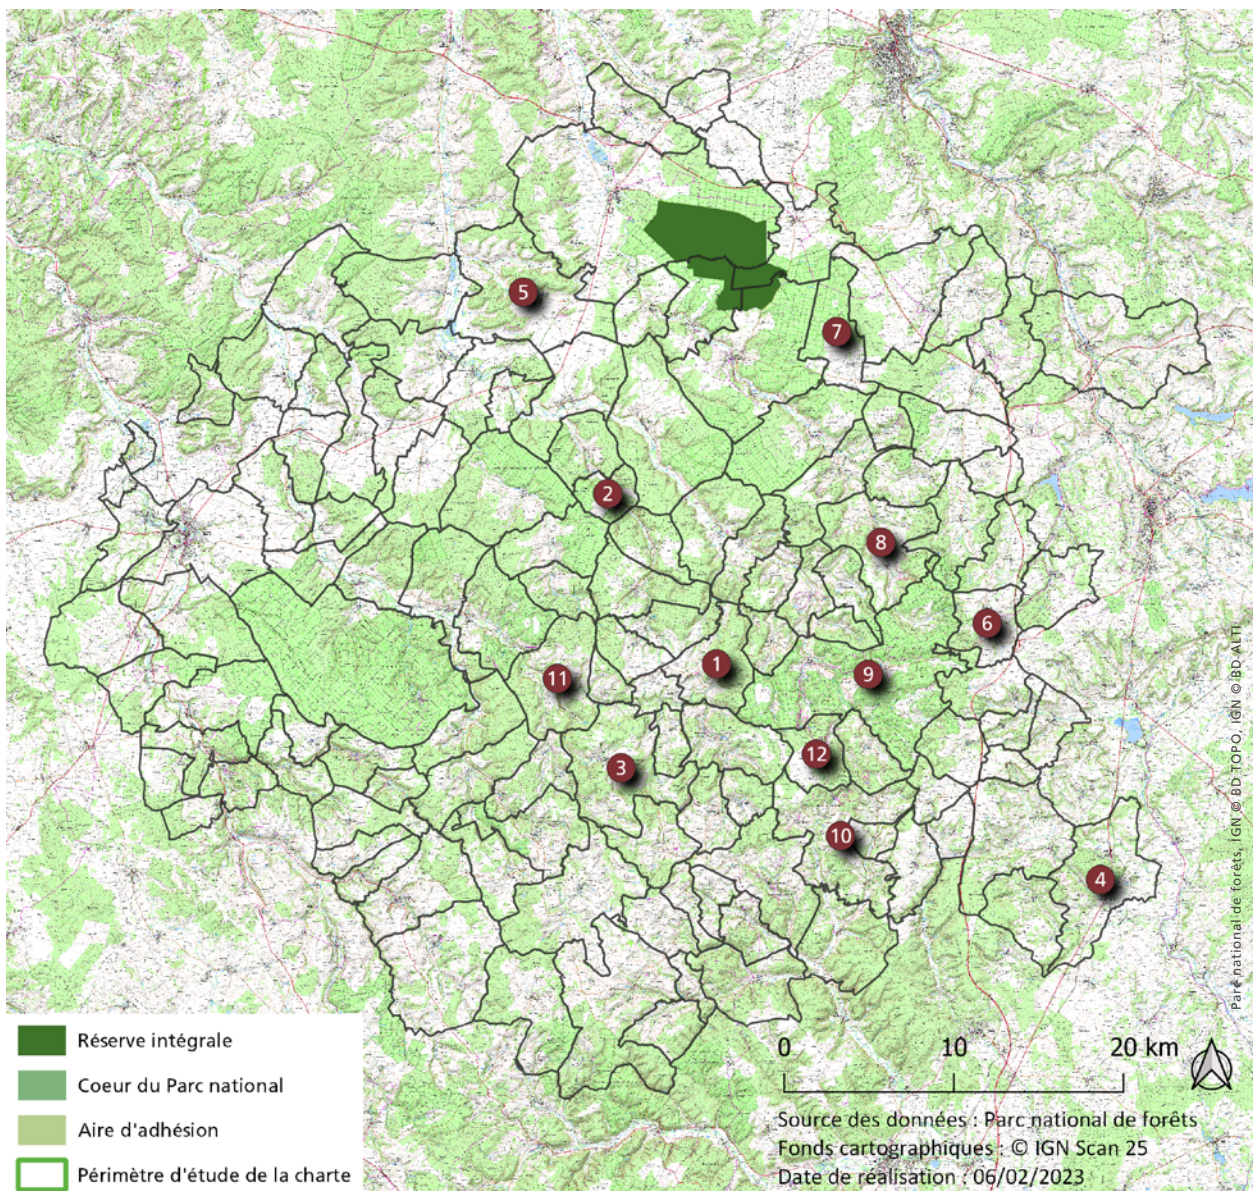 5
7
2
8
6
1
11
9
12
3
10
4
Parc national de forêts, IGN © BD TOPO, IGN © BD ALTI
Réserve intégrale
Coeur du Parc national
Aire d'adhésion
Périmètre d'étude de la charte
0 10 20 km
Source des données : Parc national de forêts
Fonds cartographiques : © IGN Scan 25
Date de réalisation : 06/02/2023